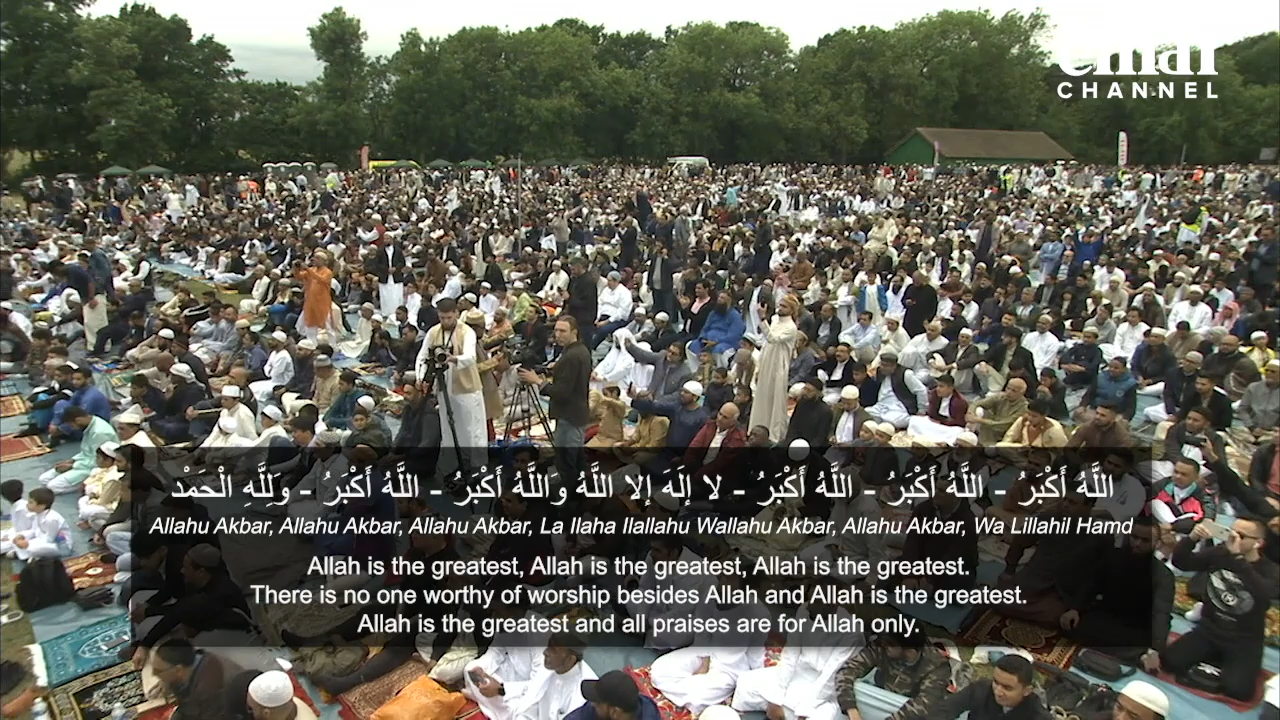 emar
CHANNEL
اللَّهُ أَكْبَرُ - اللَّهُ أَكْبَرُ - اللَّهُ أَكْبَرُ - لا إلَهَ إلا اللَّهُ وَاللَّهُ أَكْبَرُ - اللَّهُ أَكْبَرُ - وَلِلَّهِ الْحَمْدْ
Allahu Akbar, Allahu Akbar, Allahu Akbar, La Ilaha Ilallahu Wallahu Akbar, Allahu Akbar, Wa Lillahil Hamd
Allah is the greatest, Allah is the greatest, Allah is the greatest.
There is no one worthy of worship besides Allah and Allah is the greatest.
Allah is the greatest and all praises are for Allah only.